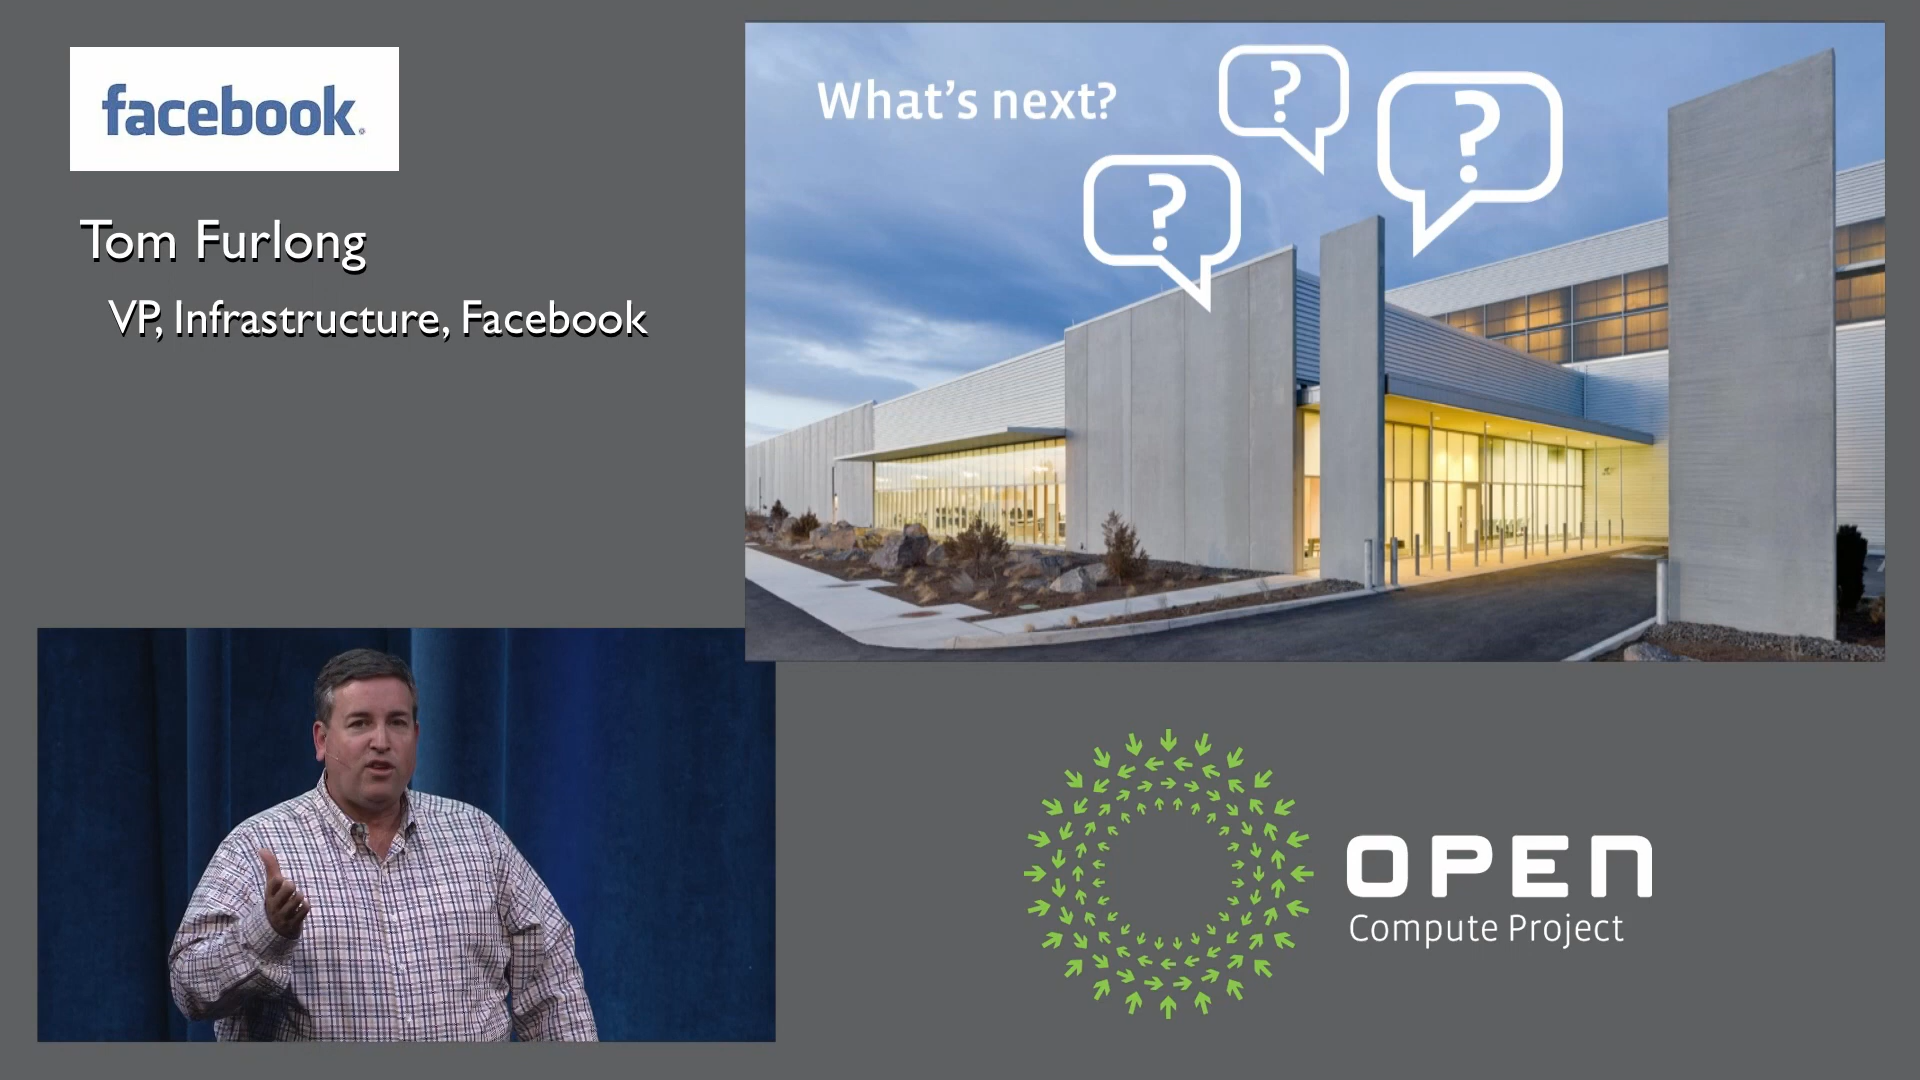 facebook®
Tom Furlong
VP, Infrastructure, Facebook
What's next?
?
?
?
OPEN
Compute Project